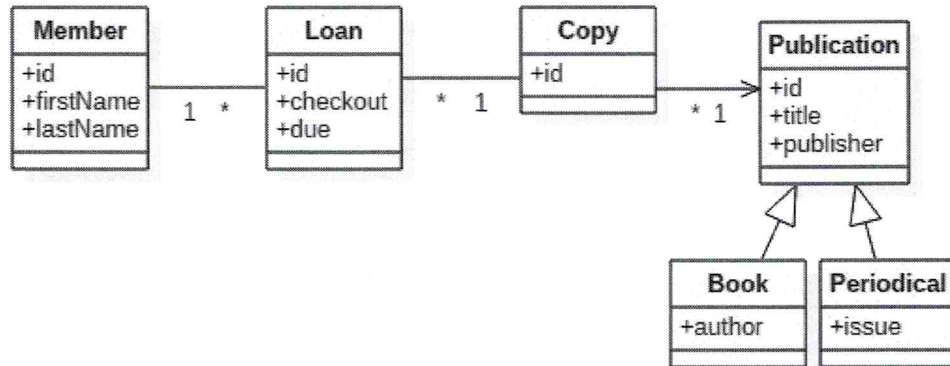 Member
+id
+firstName
+lastName
1 *
Loan
+id
+checkout
+due
* 1
Copy
+id
* 1
Publication
+id
+title
+publisher
Book
+author
Periodical
+issue